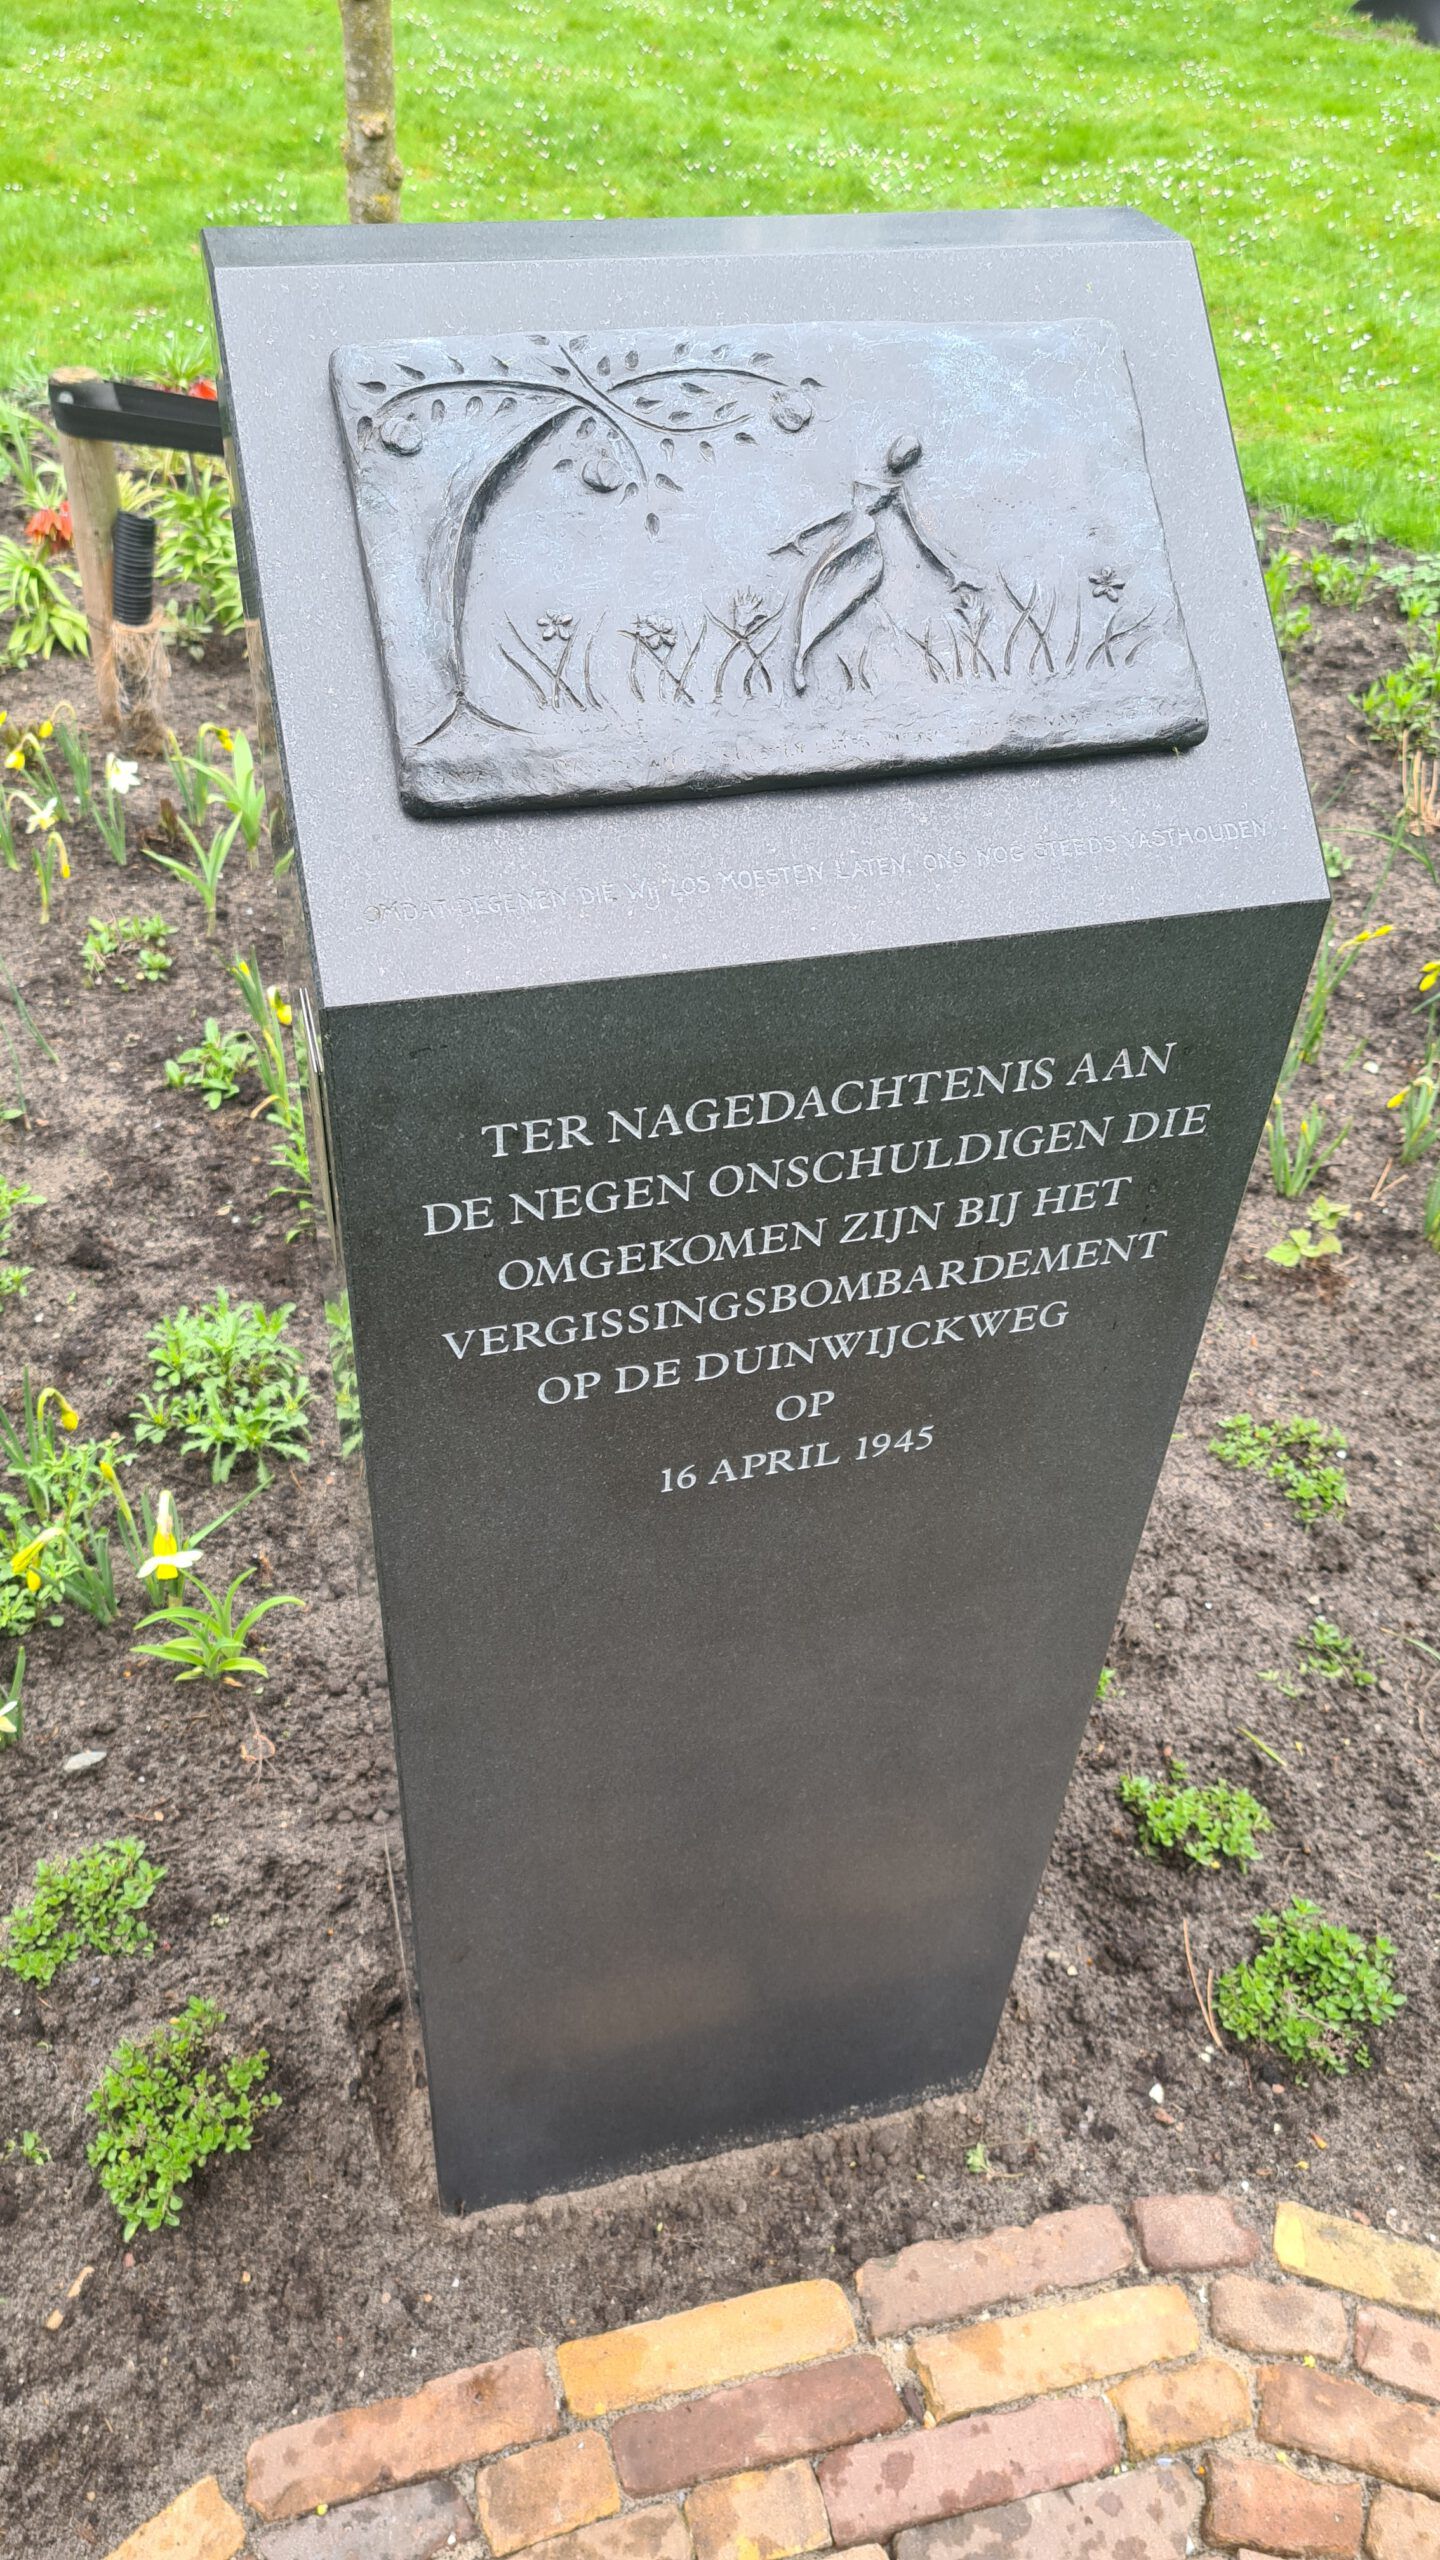 OMDAT DEGENEN DIE WIJ LOS MOESTEN LATEN, ONS NOG STEEDS VASTHOUDEN
TER NAGEDACHTENIS AAN
DE NEGEN ONSCHULDIGEN DIE
OMGEKOMEN ZIJN BIJ HET
VERGISSINGSBOMBARDEMENT
OP DE DUINWIJCKWEG
OP
16 APRIL 1945